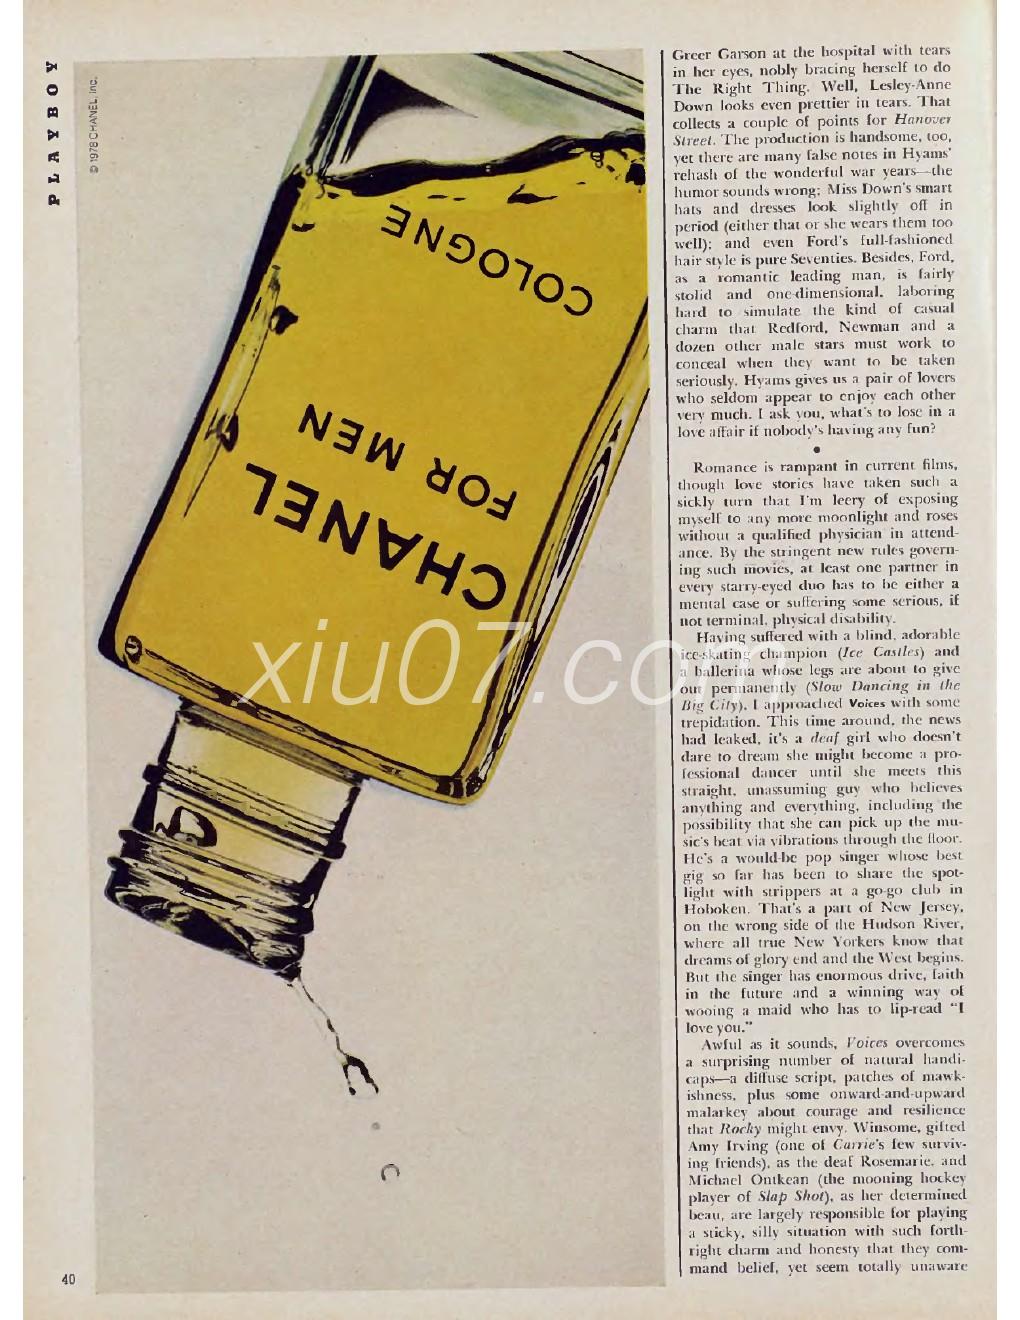 PLAYBOY
© 1978 CHANEL, Inc.
COLOGNE
FOR MEN
CHANEL
Greer Garson at the hospital with tears
in her eyes, nobly bracing herself to do
The Right Thing. Well, Lesley-Anne
Down looks even prettier in tears. That
collects a couple of points for Hanover
Street. The production is handsome, too,
yet there are many false notes in Hyams'
rehash of the wonderful war years—the
humor sounds wrong; Miss Down's smart
hats and dresses look slightly off in
period (either that or she wears them too
well); and even Ford's full-fashioned
hair style is pure Seventies. Besides, Ford,
as a romantic leading man, is fairly
stolid and one-dimensional, laboring
hard to simulate the kind of casual
charm that Redford, Newman and a
dozen other male stars must work to
conceal when they want to be taken
seriously. Hyams gives us a pair of lovers
who seldom appear to enjoy each other
very much. I ask you, what's to lose in a
love affair if nobody's having any fun?
•
Romance is rampant in current films,
though love stories have taken such a
sickly turn that I'm leery of exposing
myself to any more moonlight and roses
without a qualified physician in attend-
ance. By the stringent new rules govern-
ing such movies, at least one partner in
every starry-eyed duo has to be either a
mental case or suffering some serious, if
not terminal, physical disability.
Having suffered with a blind, adorable
ice-skating champion (Ice Castles) and
a ballerina whose legs are about to give
out permanently (Slow Dancing in the
Big City), I approached Voices with some
trepidation. This time around, the news
had leaked, it's a deaf girl who doesn't
dare to dream she might become a pro-
fessional dancer until she meets this
straight, unassuming guy who believes
anything and everything, including the
possibility that she can pick up the mu-
sic's beat via vibrations through the floor.
He's a would-be pop singer whose best
gig so far has been to share the spot-
light with strippers at a go-go club in
Hoboken. That's a part of New Jersey,
on the wrong side of the Hudson River,
where all true New Yorkers know that
dreams of glory end and the West begins.
But the singer has enormous drive, faith
in the future and a winning way of
wooing a maid who has to lip-read "I
love you."
Awful as it sounds, Voices overcomes
a surprising number of natural handi-
caps—a diffuse script, patches of mawk-
ishness, plus some onward-and-upward
malarkey about courage and resilience
that Rocky might envy. Winsome, gifted
Amy Irving (one of Carrie's few surviv-
ing friends), as the deaf Rosemarie, and
Michael Ontkean (the mooning hockey
player of Slap Shot), as her determined
beau, are largely responsible for playing
a sticky, silly situation with such forth-
right charm and honesty that they com-
mand belief, yet seem totally unaware
40
xiu07.com